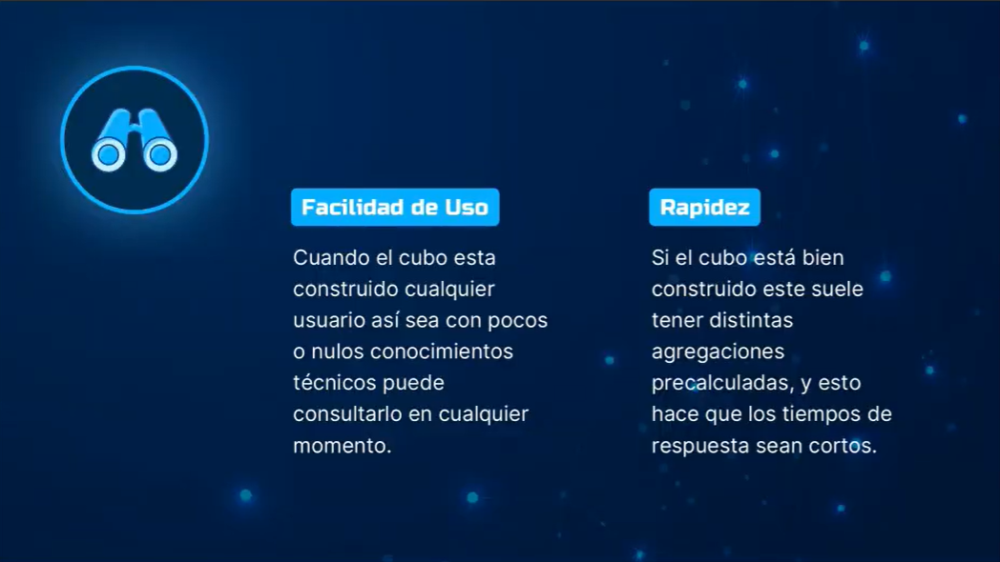 Facilidad de Uso
Cuando el cubo esta
construido cualquier
usuario así sea con pocos
o nulos conocimientos
técnicos puede
consultarlo en cualquier
momento.
Rapidez
Si el cubo está bien
construido este suele
tener distintas
agregaciones
precalculadas, y esto
hace que los tiempos de
respuesta sean cortos.